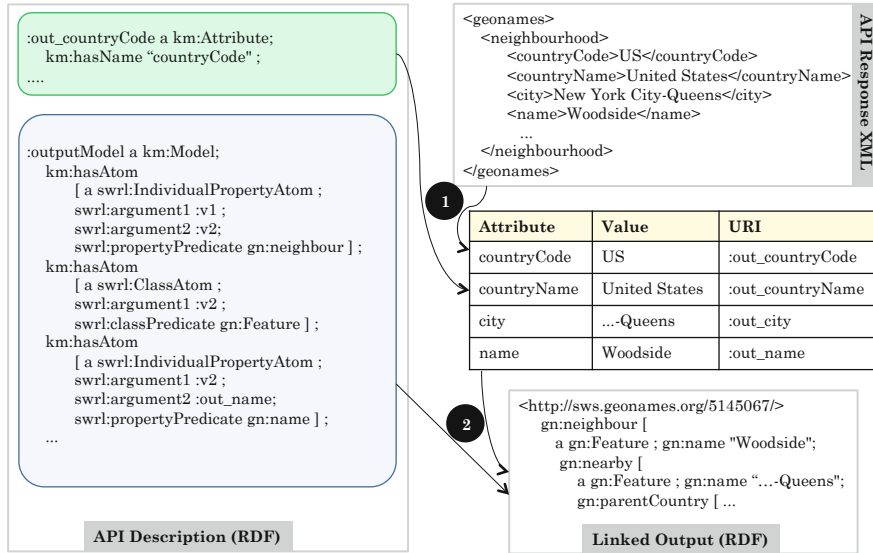 :out_countryCode a km:Attribute;
km:hasName “countryCode" ;
....
:outputModel a km:Model;
km:hasAtom
[ a swrl:IndividualPropertyAtom ;
swrl:argument1 :v1 ;
swrl:argument2 :v2;
swrl:propertyPredicate gn:neighbour ] ;
km:hasAtom
[ a swrl:ClassAtom ;
swrl:argument1 :v2 ;
swrl:classPredicate gn:Feature ] ;
km:hasAtom
[ a swrl:IndividualPropertyAtom ;
swrl:argument1 :v2 ;
swrl:argument2 :out_name;
swrl:propertyPredicate gn:name ] ;
...
API Description (RDF)
<geonames>
<neighbourhood>
<countryCode>US</countryCode>
<countryName>United States</countryName>
<city>New York City-Queens</city>
<name>Woodside</name>
...
</neighbourhood>
</geonames>
API Response XML
1
Attribute Value URI
countryCode US :out_countryCode
countryName United States :out_countryName
city ...-Queens :out_city
name Woodside :out_name
2
<http://sws.geonames.org/5145067/>
gn:neighbour [
a gn:Feature ; gn:name "Woodside";
gn:nearby [
a gn:Feature ; gn:name “…-Queens";
gn:parentCountry [ ...
Linked Output (RDF)